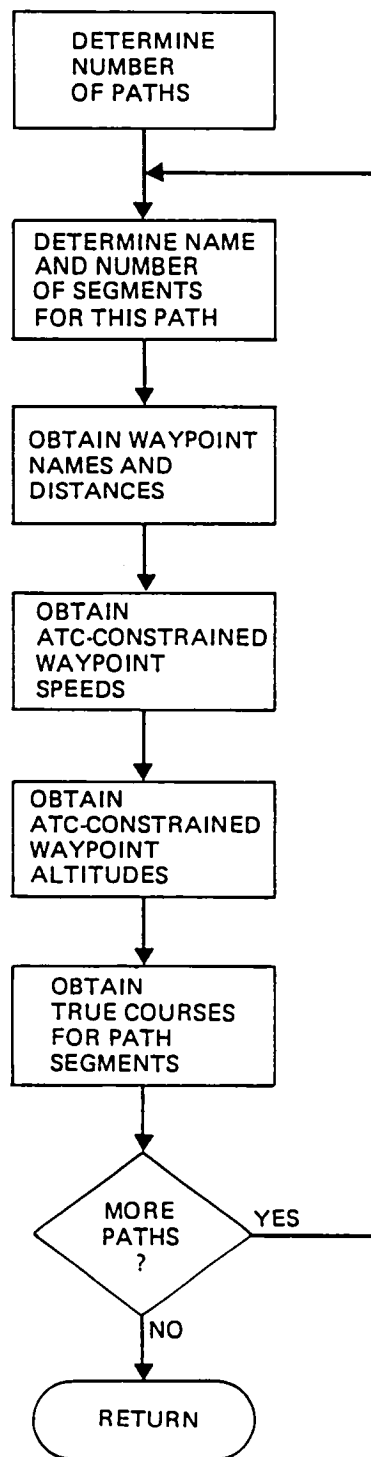 DETERMINE
NUMBER
OF PATHS
DETERMINE NAME
AND NUMBER
OF SEGMENTS
FOR THIS PATH
OBTAIN WAYPOINT
NAMES AND
DISTANCES
OBTAIN
ATC-CONSTRAINED
WAYPOINT
SPEEDS
OBTAIN
ATC-CONSTRAINED
WAYPOINT
ALTITUDES
OBTAIN
TRUE COURSES
FOR PATH
SEGMENTS
MORE
PATHS
?
YES
NO
RETURN